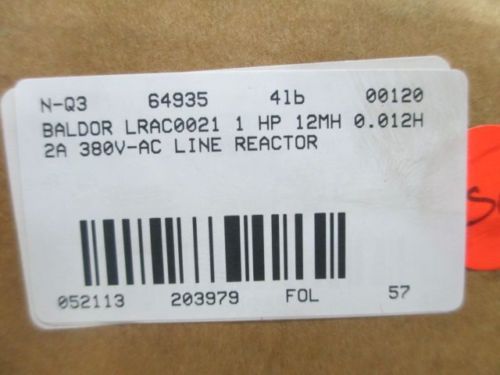 N-Q3 64935 4lb 00120
BALDOR LRAC0021 1 HP 12MH 0.012H
2A 380V-AC LINE REACTOR
052113 203979 FOL 57